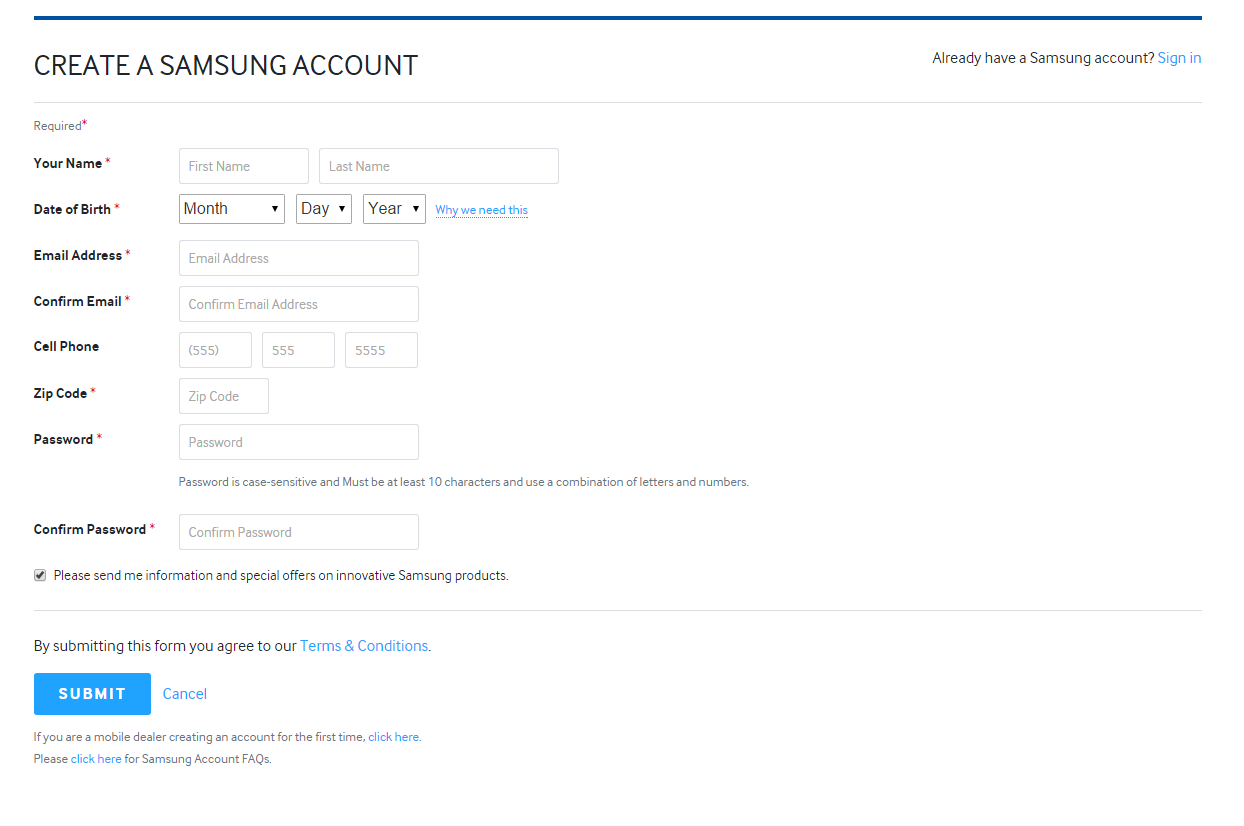 CREATE A SAMSUNG ACCOUNT
Already have a Samsung account? Sign in
Required*
Your Name * First Name Last Name
Date of Birth * Month Day Year Why we need this
Email Address * Email Address
Confirm Email * Confirm Email Address
Cell Phone (555) 555 5555
Zip Code * Zip Code
Password * Password
Password is case-sensitive and Must be at least 10 characters and use a combination of letters and numbers.
Confirm Password * Confirm Password
Please send me information and special offers on innovative Samsung products.
By submitting this form you agree to our Terms & Conditions.
SUBMIT Cancel
If you are a mobile dealer creating an account for the first time, click here.
Please click here for Samsung Account FAQs.